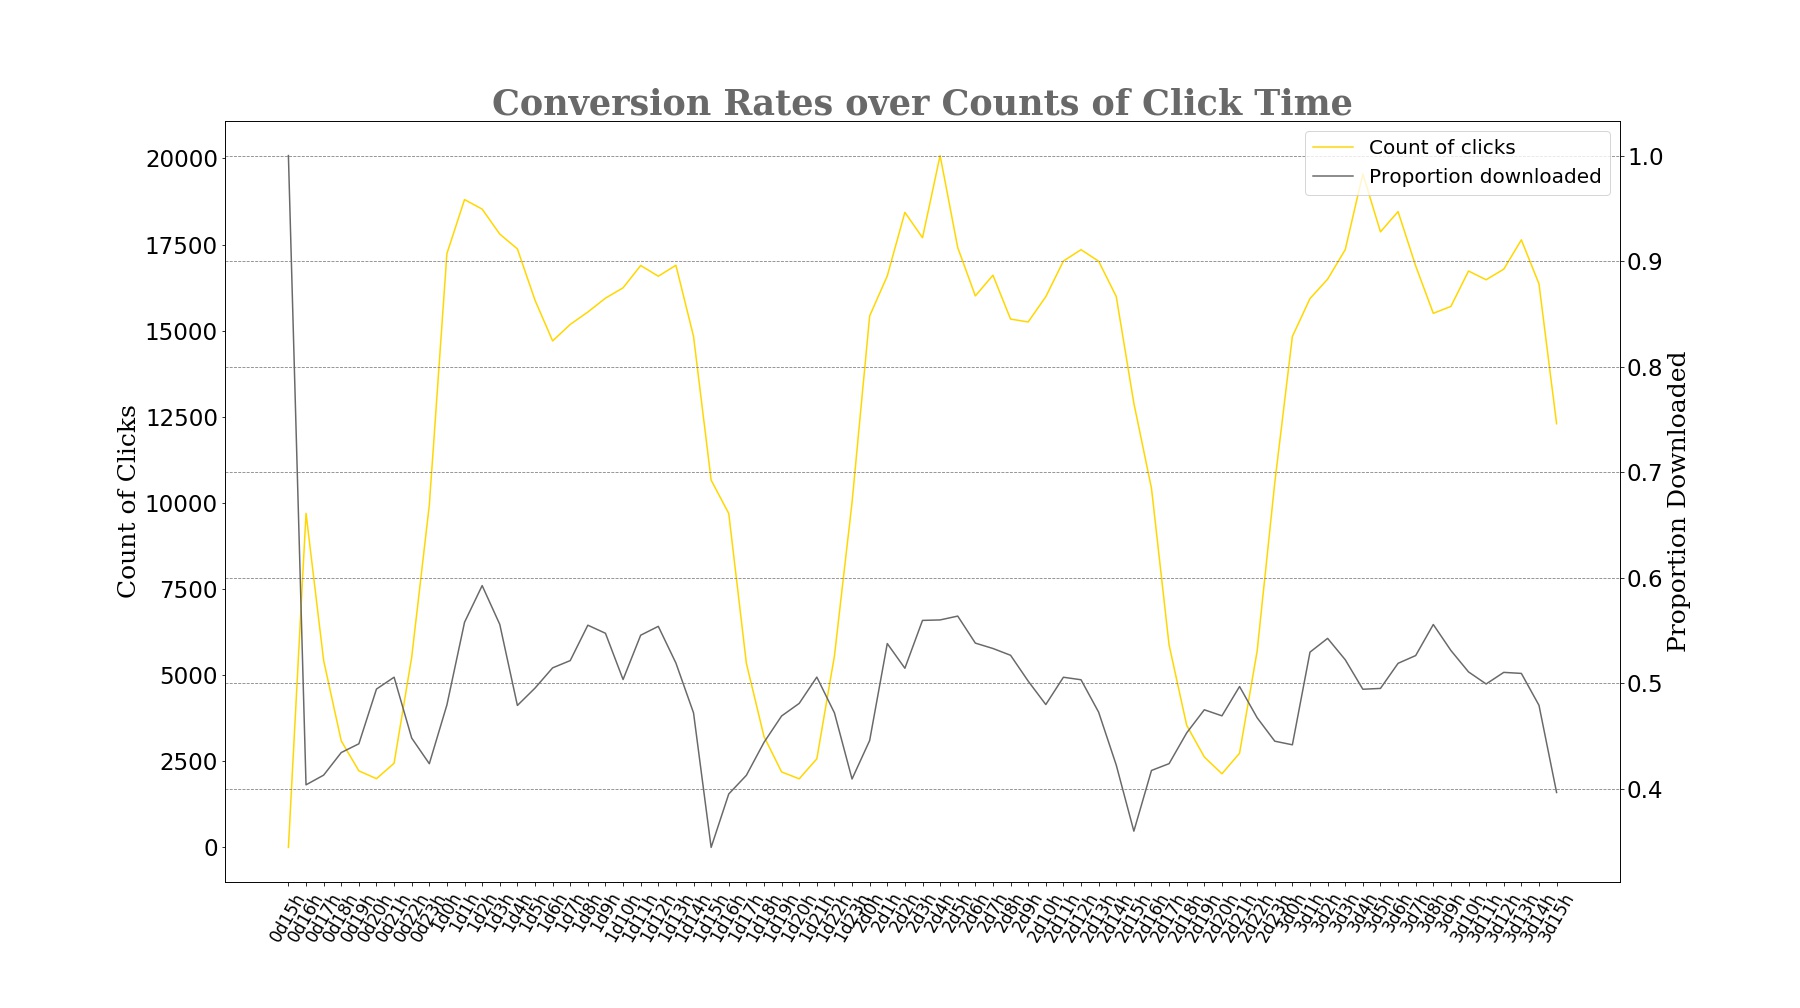 Conversion Rates over Counts of Click Time
Count of clicks
Proportion downloaded
20000
17500
15000
12500
10000
7500
5000
2500
0
Count of Clicks
1.0
0.9
0.8
0.7
0.6
0.5
0.4
Proportion Downloaded
0d15h
0d16h
0d17h
0d18h
0d19h
0d20h
0d21h
0d22h
0d23h
1d0h
1d1h
1d2h
1d3h
1d4h
1d5h
1d6h
1d7h
1d8h
1d9h
1d10h
1d11h
1d12h
1d13h
1d14h
1d15h
1d16h
1d17h
1d18h
1d19h
1d20h
1d21h
1d22h
1d23h
2d0h
2d1h
2d2h
2d3h
2d4h
2d5h
2d6h
2d7h
2d8h
2d9h
2d10h
2d11h
2d12h
2d13h
2d14h
2d15h
2d16h
2d17h
2d18h
2d19h
2d20h
2d21h
2d22h
2d23h
3d0h
3d1h
3d2h
3d3h
3d4h
3d5h
3d6h
3d7h
3d8h
3d9h
3d10h
3d11h
3d12h
3d13h
3d14h
3d15h